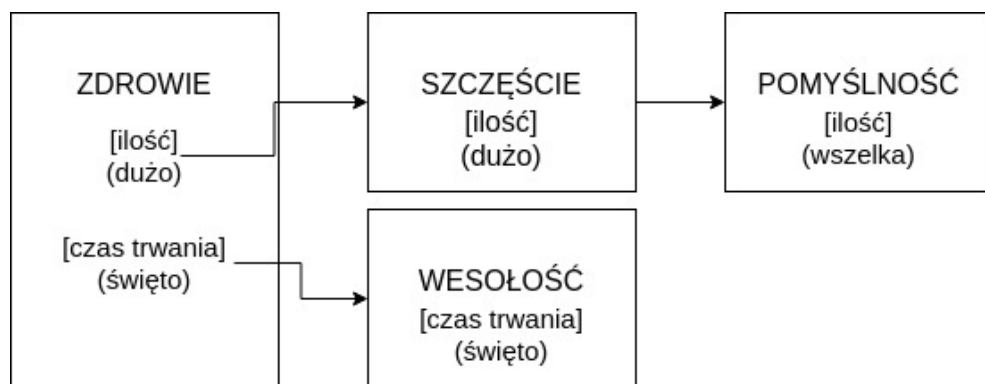 ZDROWIE
[ilość]
(dużo)
[czas trwania]
(święto)
SZCZĘŚCIE
[ilość]
(dużo)
POMYŚLNOŚĆ
[ilość]
(wszelka)
WESOŁOŚĆ
[czas trwania]
(święto)